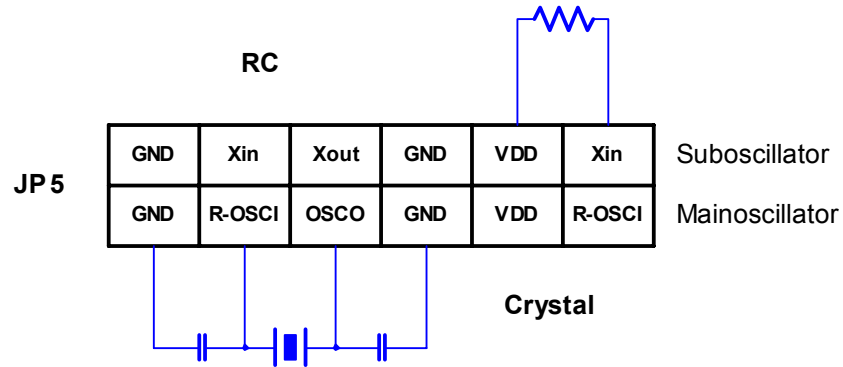 RC
GND Xin Xout GND VDD Xin Suboscillator
JP5
GND R-OSCI OSCO GND VDD R-OSCI Mainoscillator
Crystal